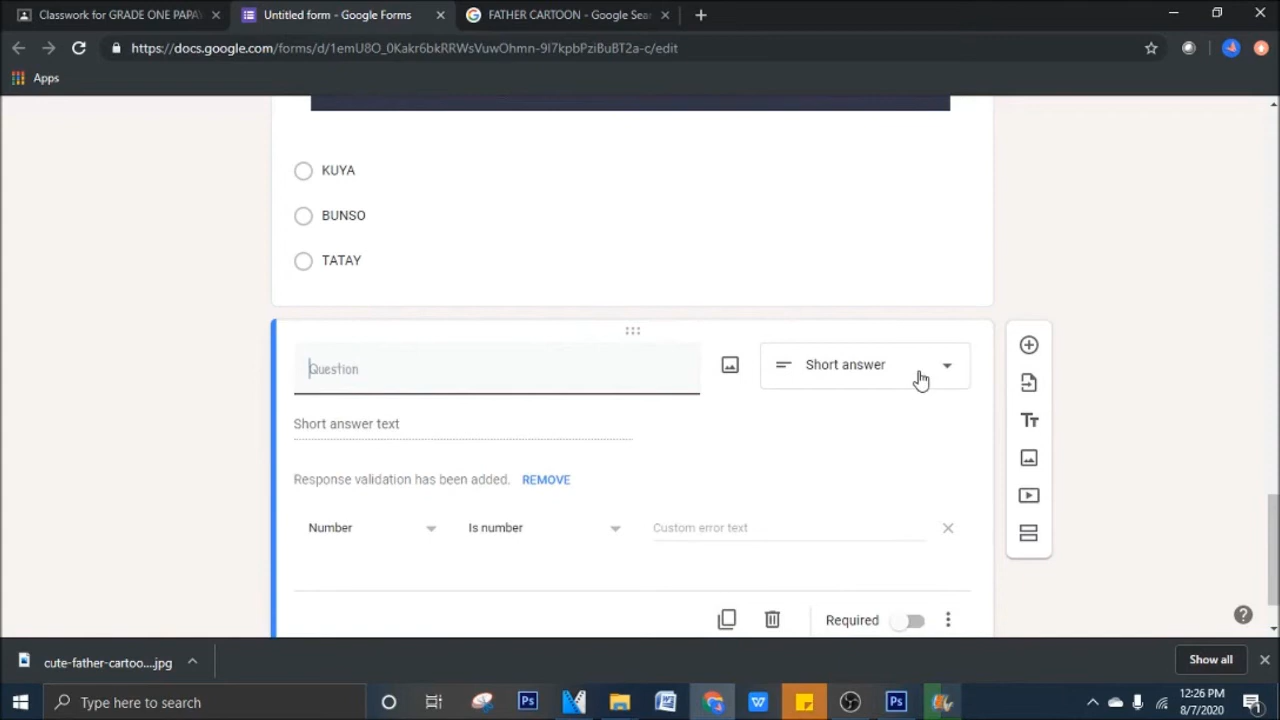 Classwork for GRADE ONE PAPAY
Untitled form - Google Forms
FATHER CARTOON - Google Sear
https://docs.google.com/forms/d/1emU8O_0Kakr6bkRRWsVuwOhmn-9I7kpbPziBuBT2a-c/edit
Apps
KUYA
BUNSO
TATAY
Question
Short answer
Short answer text
Response validation has been added. REMOVE
Number
Is number
Custom error text
Required
cute-father-cartoo....jpg
Show all
Type here to search
12:26 PM
8/7/2020